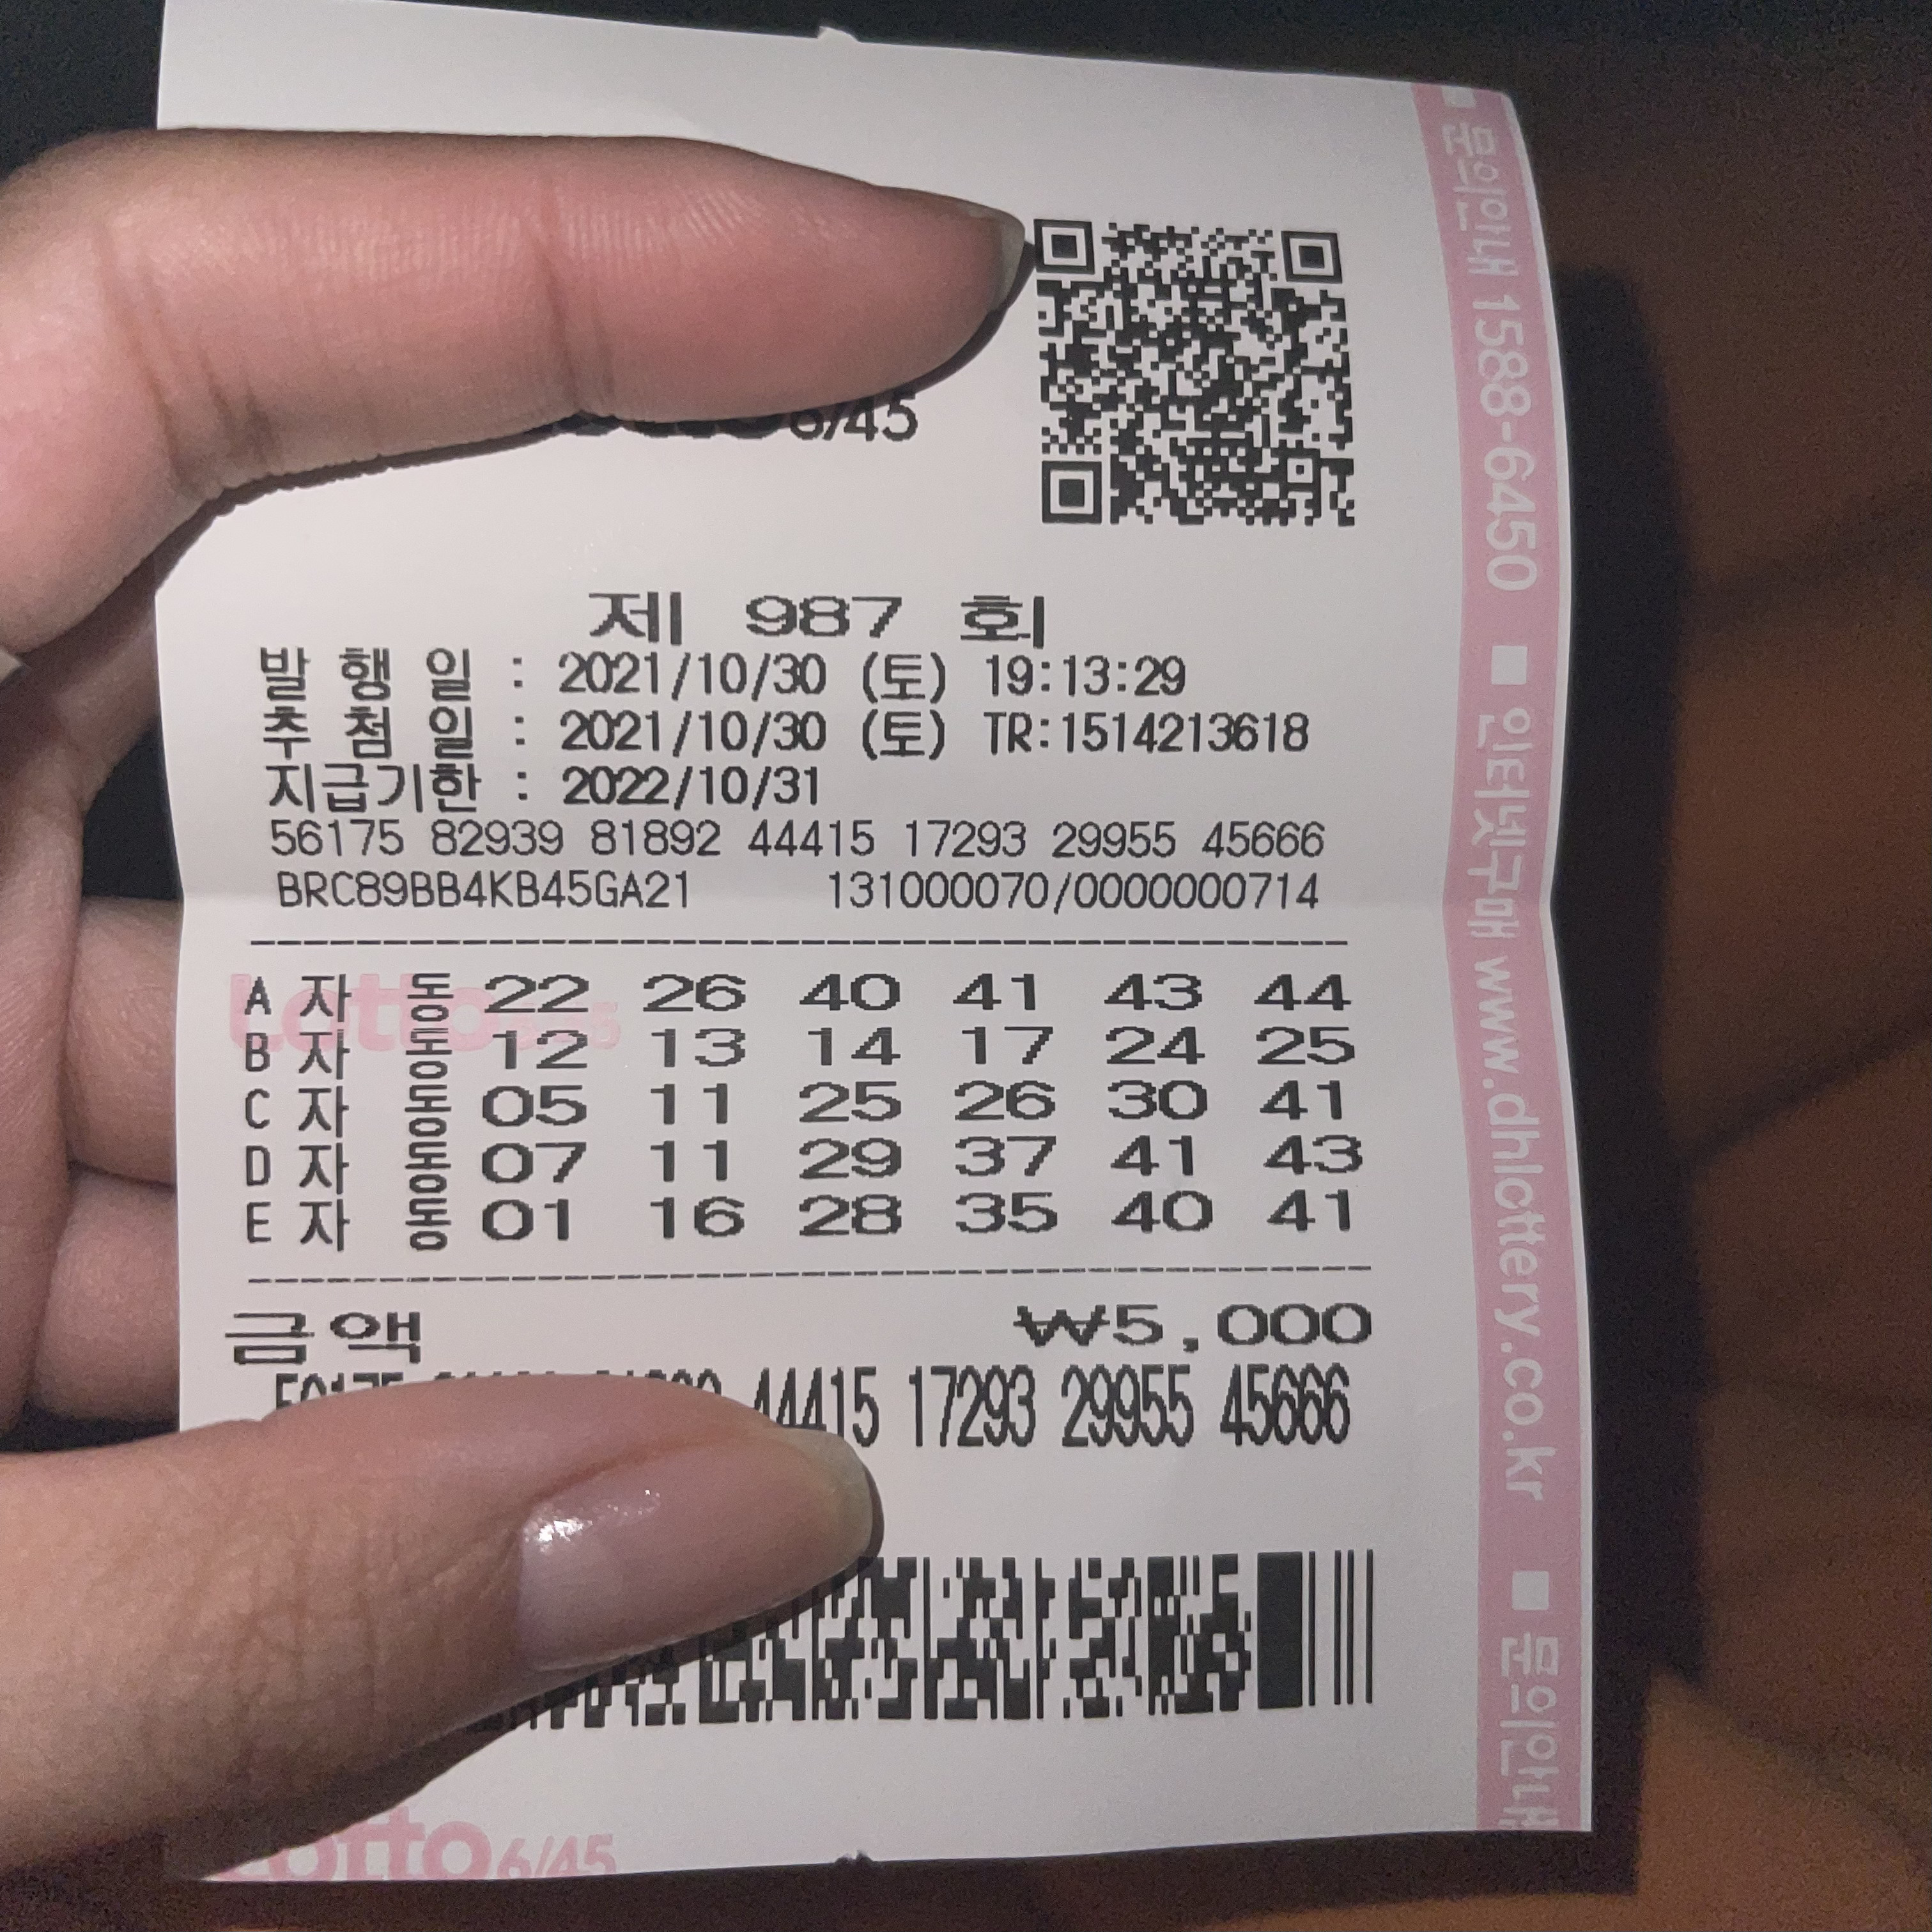 6/45
제 987 회
발 행 일 : 2021/10/30 (토) 19:13:29
추 첨 일 : 2021/10/30 (토) TR:1514213618
지급기한 : 2022/10/31
56175 82939 81892 44415 17293 29955 45666
BRC89BB4KB45GA21 131000070/0000000714
Lotto 6/45
A 자 동 22 26 40 41 43 44
B 자 동 12 13 14 17 24 25
C 자 동 05 11 25 26 30 41
D 자 동 07 11 29 37 41 43
E 자 동 01 16 28 35 40 41
금액 ₩5,000
44415 17293 29955 45666
Lotto 6/45
문의안내 1588-6450 ■ 인터넷구매 www.dhlottery.co.kr ■ 문의안내